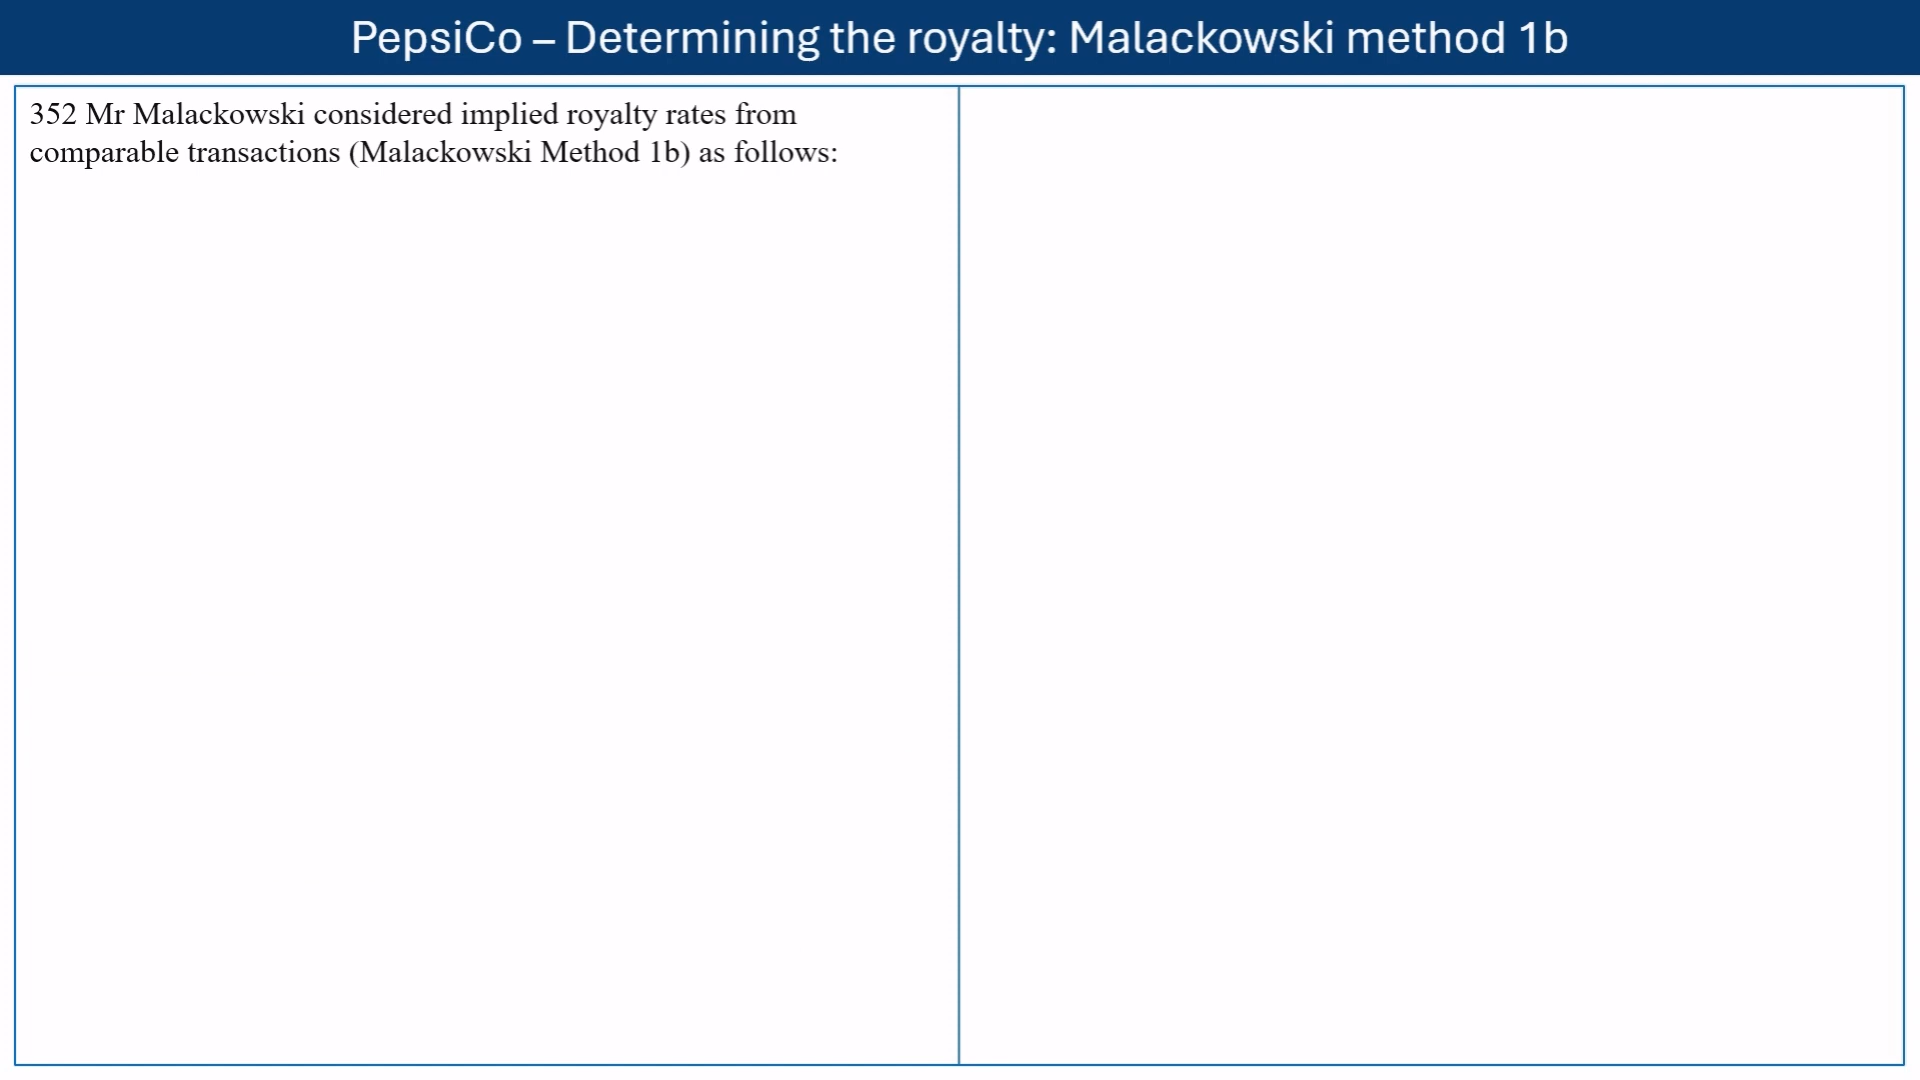 PepsiCo – Determining the royalty: Malackowski method 1b
352 Mr Malackowski considered implied royalty rates from
comparable transactions (Malackowski Method 1b) as follows: